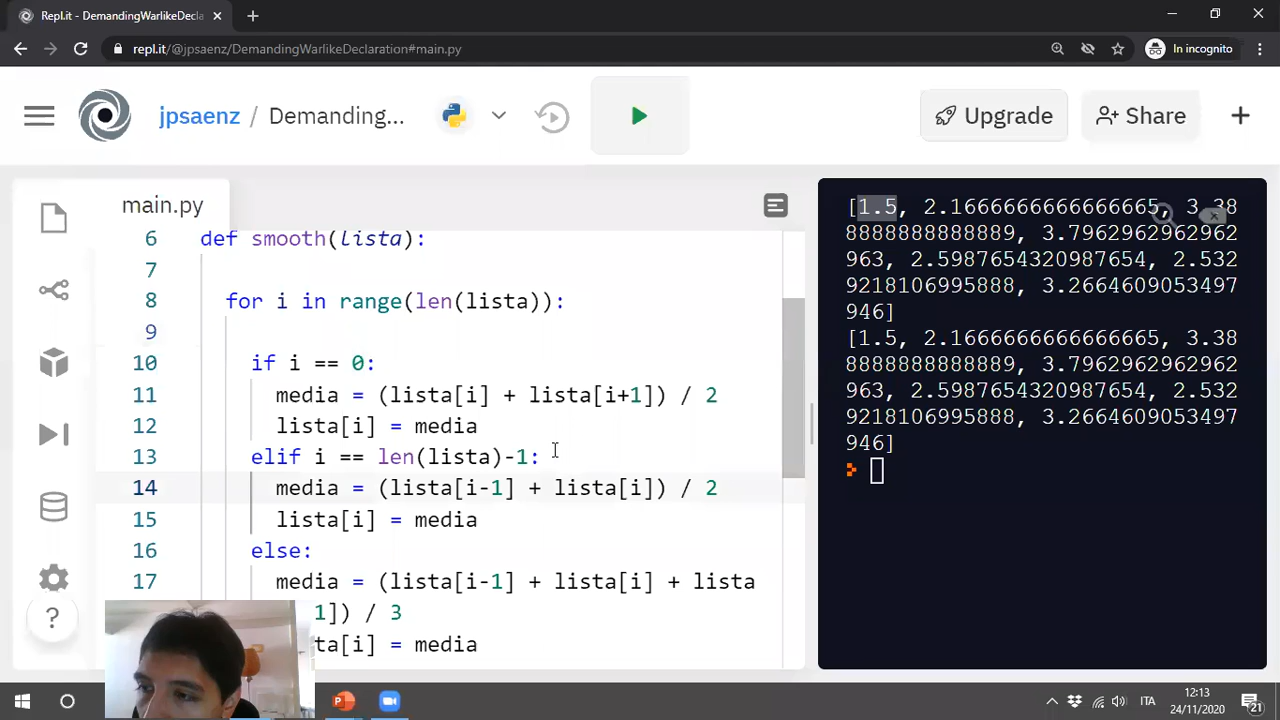 Repl.it - DemandingWarlikeDecla
repl.it/@jpsaenz/DemandingWarlikeDeclaration#main.py
In incognito
jpsaenz / Demanding...
Upgrade
Share
main.py
6 def smooth(lista):
7
8 for i in range(len(lista)):
9
10 if i == 0:
11 media = (lista[i] + lista[i+1]) / 2
12 lista[i] = media
13 elif i == len(lista)-1:
14 media = (lista[i-1] + lista[i]) / 2
15 lista[i] = media
16 else:
17 media = (lista[i-1] + lista[i] + lista
1]) / 3
ta[i] = media
?
[1.5, 2.1666666666666665, 3.38
8888888888889, 3.7962962962962
963, 2.5987654320987654, 2.532
9218106995888, 3.2664609053497
946]
[1.5, 2.1666666666666665, 3.38
8888888888889, 3.7962962962962
963, 2.5987654320987654, 2.532
9218106995888, 3.2664609053497
946]
ITA
12:13
24/11/2020
21